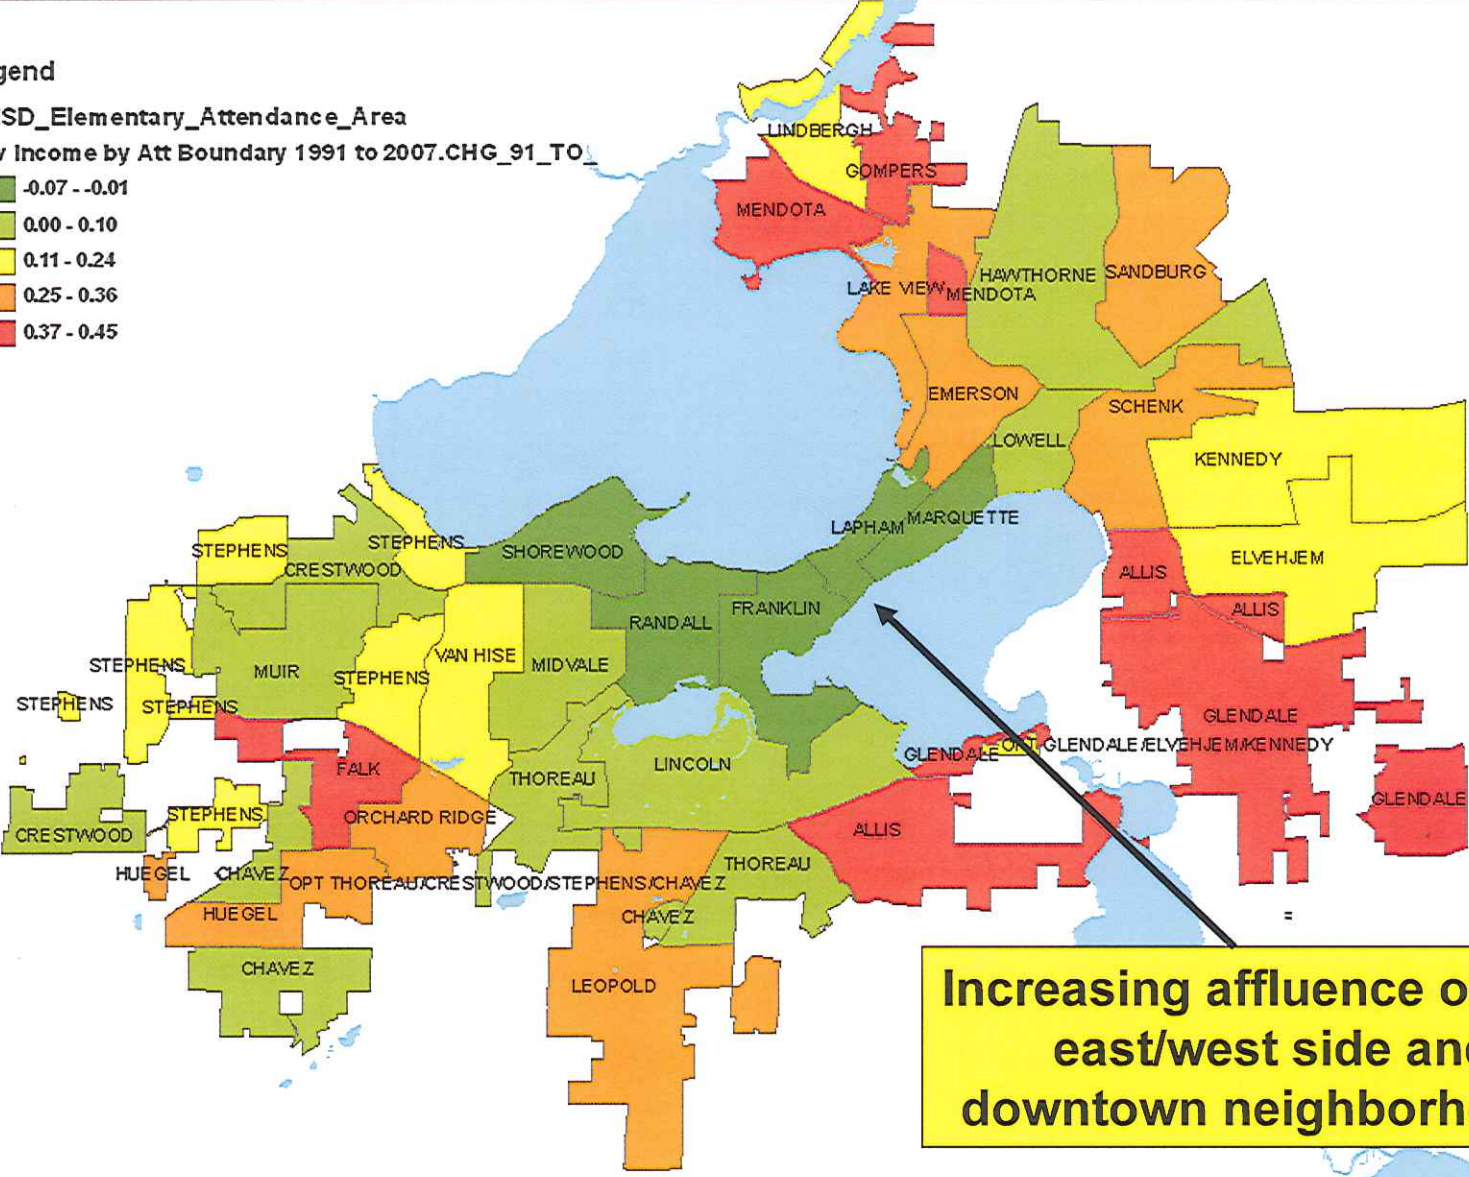 gend
SD_Elementary_Attendance_Area
v Income by Att Boundary 1991 to 2007.CHG_91_TO_
-0.07 - -0.01
0.00 - 0.10
0.11 - 0.24
0.25 - 0.36
0.37 - 0.45
LINDBERGH
GOMPERS
MENDOTA
HAWTHORNE
SANDBURG
LAKE VIEW
MENDOTA
EMERSON
SCHENK
LOWELL
KENNEDY
LAPHAM
MARQUETTE
STEPHENS
STEPHENS
SHOREWOOD
CRESTWOOD
ALLIS
ELVEHJEM
ALLIS
RANDALL
FRANKLIN
STEPHENS
MUIR
STEPHENS
VAN HISE
MIDVALE
STEPHENS
STEPHENS
GLENDALE
GLENDALE
OPT GLENDALE/ELVEHJEM/KENNEDY
FALK
THOREAU
LINCOLN
GLENDALE
STEPHENS
ORCHARD RIDGE
CRESTWOOD
ALLIS
HUEGEL
CHAVEZ
OPT THOREAU/CRESTWOOD/STEPHENS/CHAVEZ
THOREAU
HUEGEL
CHAVEZ
CHAVEZ
LEOPOLD
Increasing affluence o
east/west side an
downtown neighborh